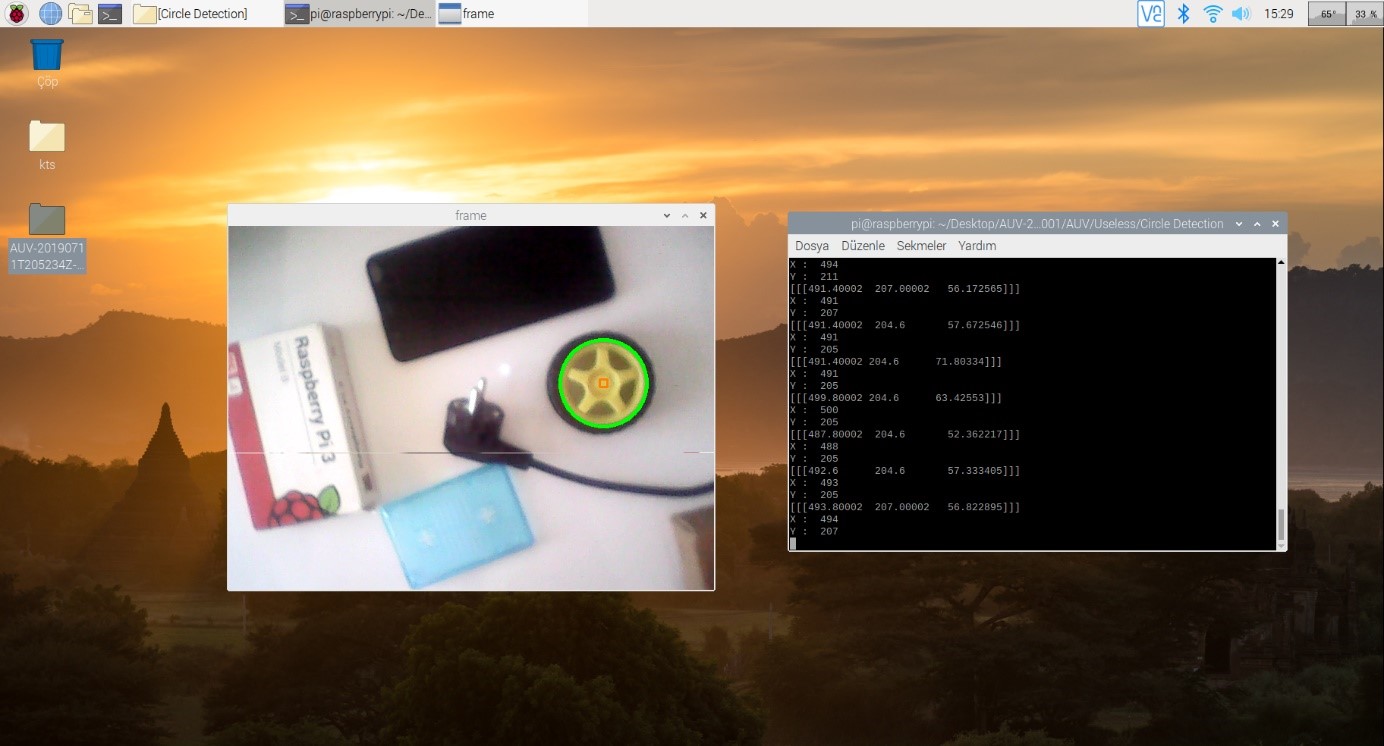 [Circle Detection]
pi@raspberrypi: ~/De...
frame
VNC
15:29
65°
33 %
Çöp
kts
AUV-2019071
1T205234Z-...
frame
Raspberry Pi 3
pi@raspberrypi: ~/Desktop/AUV-2...001/AUV/Useless/Circle Detection
Dosya Düzenle Sekmeler Yardım
X :  494
Y :  211
[[[491.40002  207.00002   56.172565]]]
X :  491
Y :  207
[[[491.40002  204.6       57.672546]]]
X :  491
Y :  205
[[[491.40002 204.6      71.80334]]]
X :  491
Y :  205
[[[499.80002 204.6      63.42553]]]
X :  500
Y :  205
[[[487.80002  204.6       52.362217]]]
X :  488
Y :  205
[[[492.6      204.6       57.333405]]]
X :  493
Y :  205
[[[493.80002  207.00002   56.822895]]]
X :  494
Y :  207